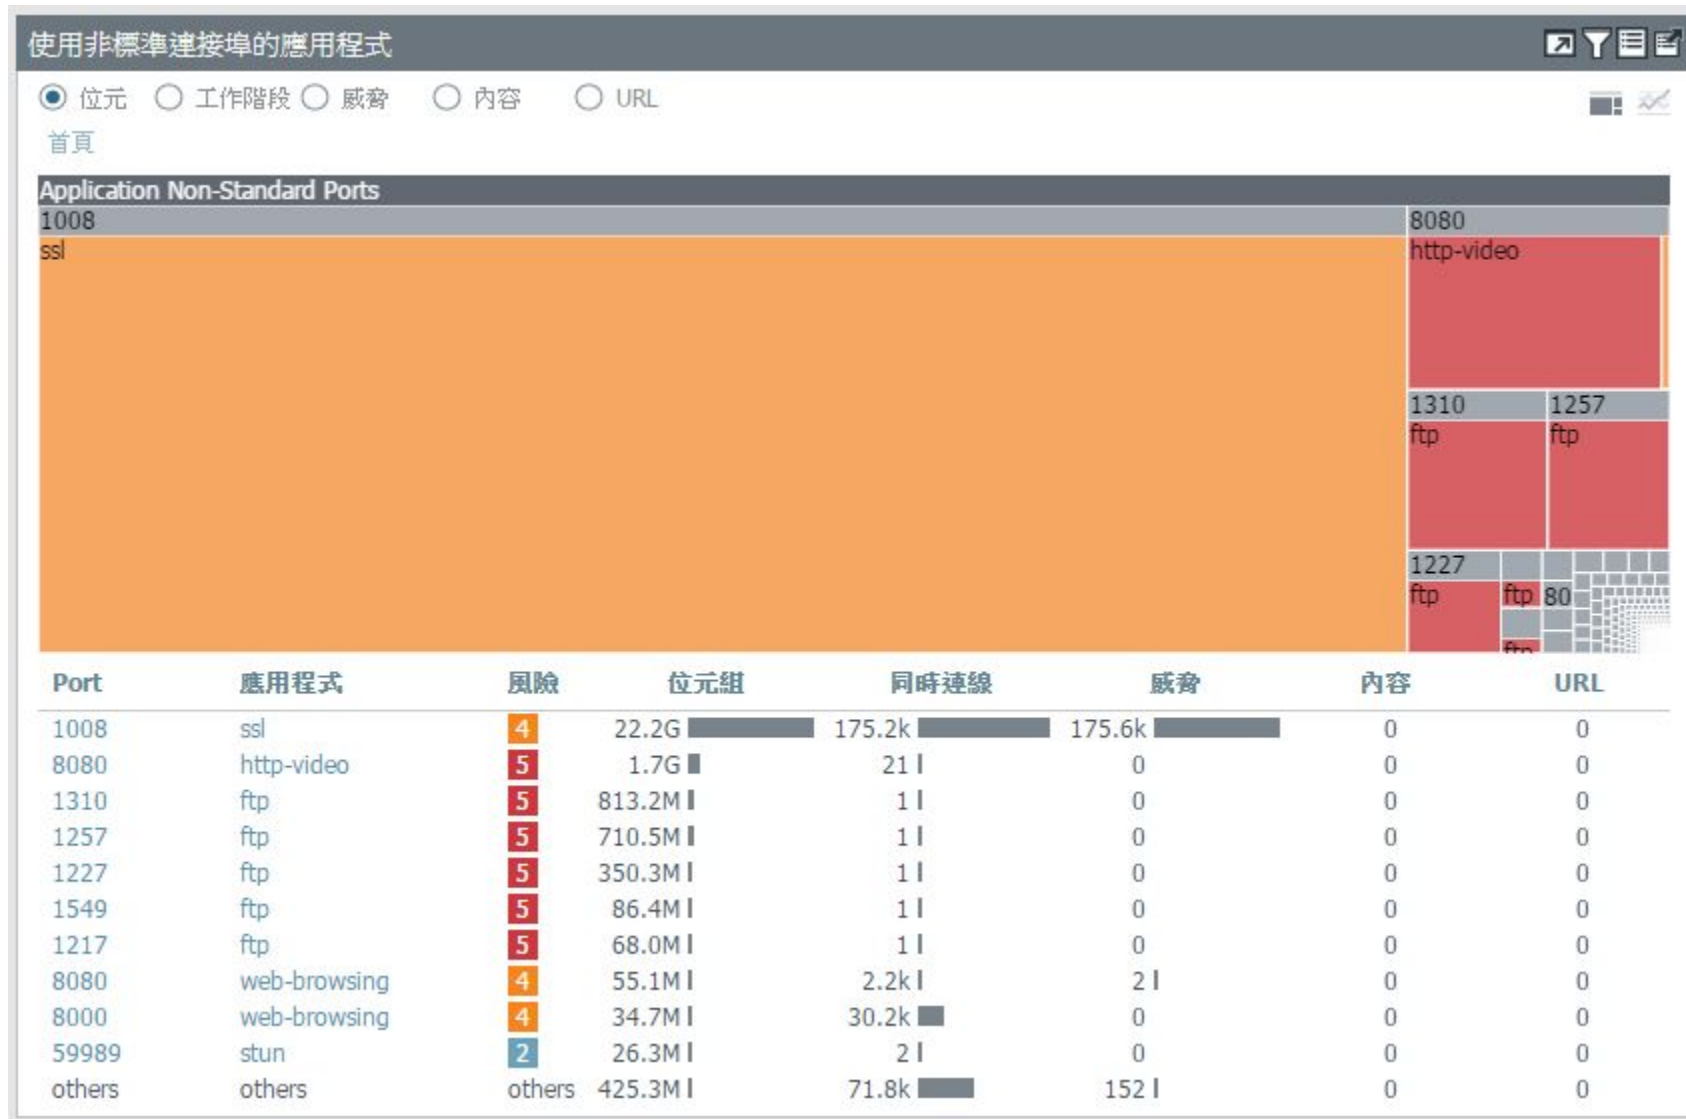 使用非標準連接埠的應用程式
位元 工作階段 威脅 內容 URL
首頁
Application Non-Standard Ports
1008 8080
ssl http-video
1310 1257
ftp ftp
1227
ftp ftp 80
ftp
Port 應用程式 風險 位元組 同時連線 威脅 內容 URL
1008 ssl 4 22.2G 175.2k 175.6k 0 0
8080 http-video 5 1.7G 21 0 0 0
1310 ftp 5 813.2M 1 0 0 0
1257 ftp 5 710.5M 1 0 0 0
1227 ftp 5 350.3M 1 0 0 0
1549 ftp 5 86.4M 1 0 0 0
1217 ftp 5 68.0M 1 0 0 0
8080 web-browsing 4 55.1M 2.2k 2 0 0
8000 web-browsing 4 34.7M 30.2k 0 0 0
59989 stun 2 26.3M 2 0 0 0
others others others 425.3M 71.8k 152 0 0